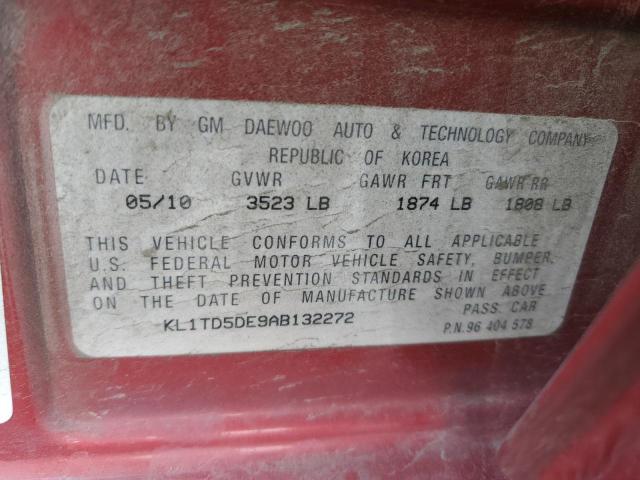 MFD. BY GM DAEWOO AUTO & TECHNOLOGY COMPANY
REPUBLIC OF KOREA
DATE GVWR GAWR FRT GAWR RR
05/10 3523 LB 1874 LB 1808 LB
THIS VEHICLE CONFORMS TO ALL APPLICABLE
U.S. FEDERAL MOTOR VEHICLE SAFETY, BUMPER,
AND THEFT PREVENTION STANDARDS IN EFFECT
ON THE DATE OF MANUFACTURE SHOWN ABOVE
PASS. CAR
KL1TD5DE9AB132272
P.N.96 404 578